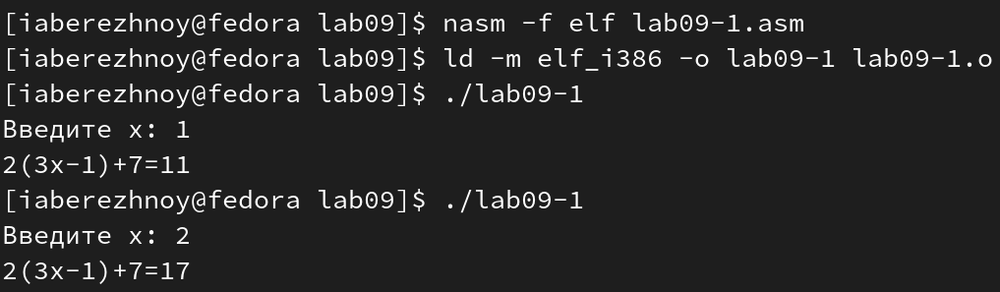 [iaberezhnoy@fedora lab09]$ nasm -f elf lab09-1.asm
[iaberezhnoy@fedora lab09]$ ld -m elf_i386 -o lab09-1 lab09-1.o
[iaberezhnoy@fedora lab09]$ ./lab09-1
Введите x: 1
2(3x-1)+7=11
[iaberezhnoy@fedora lab09]$ ./lab09-1
Введите x: 2
2(3x-1)+7=17